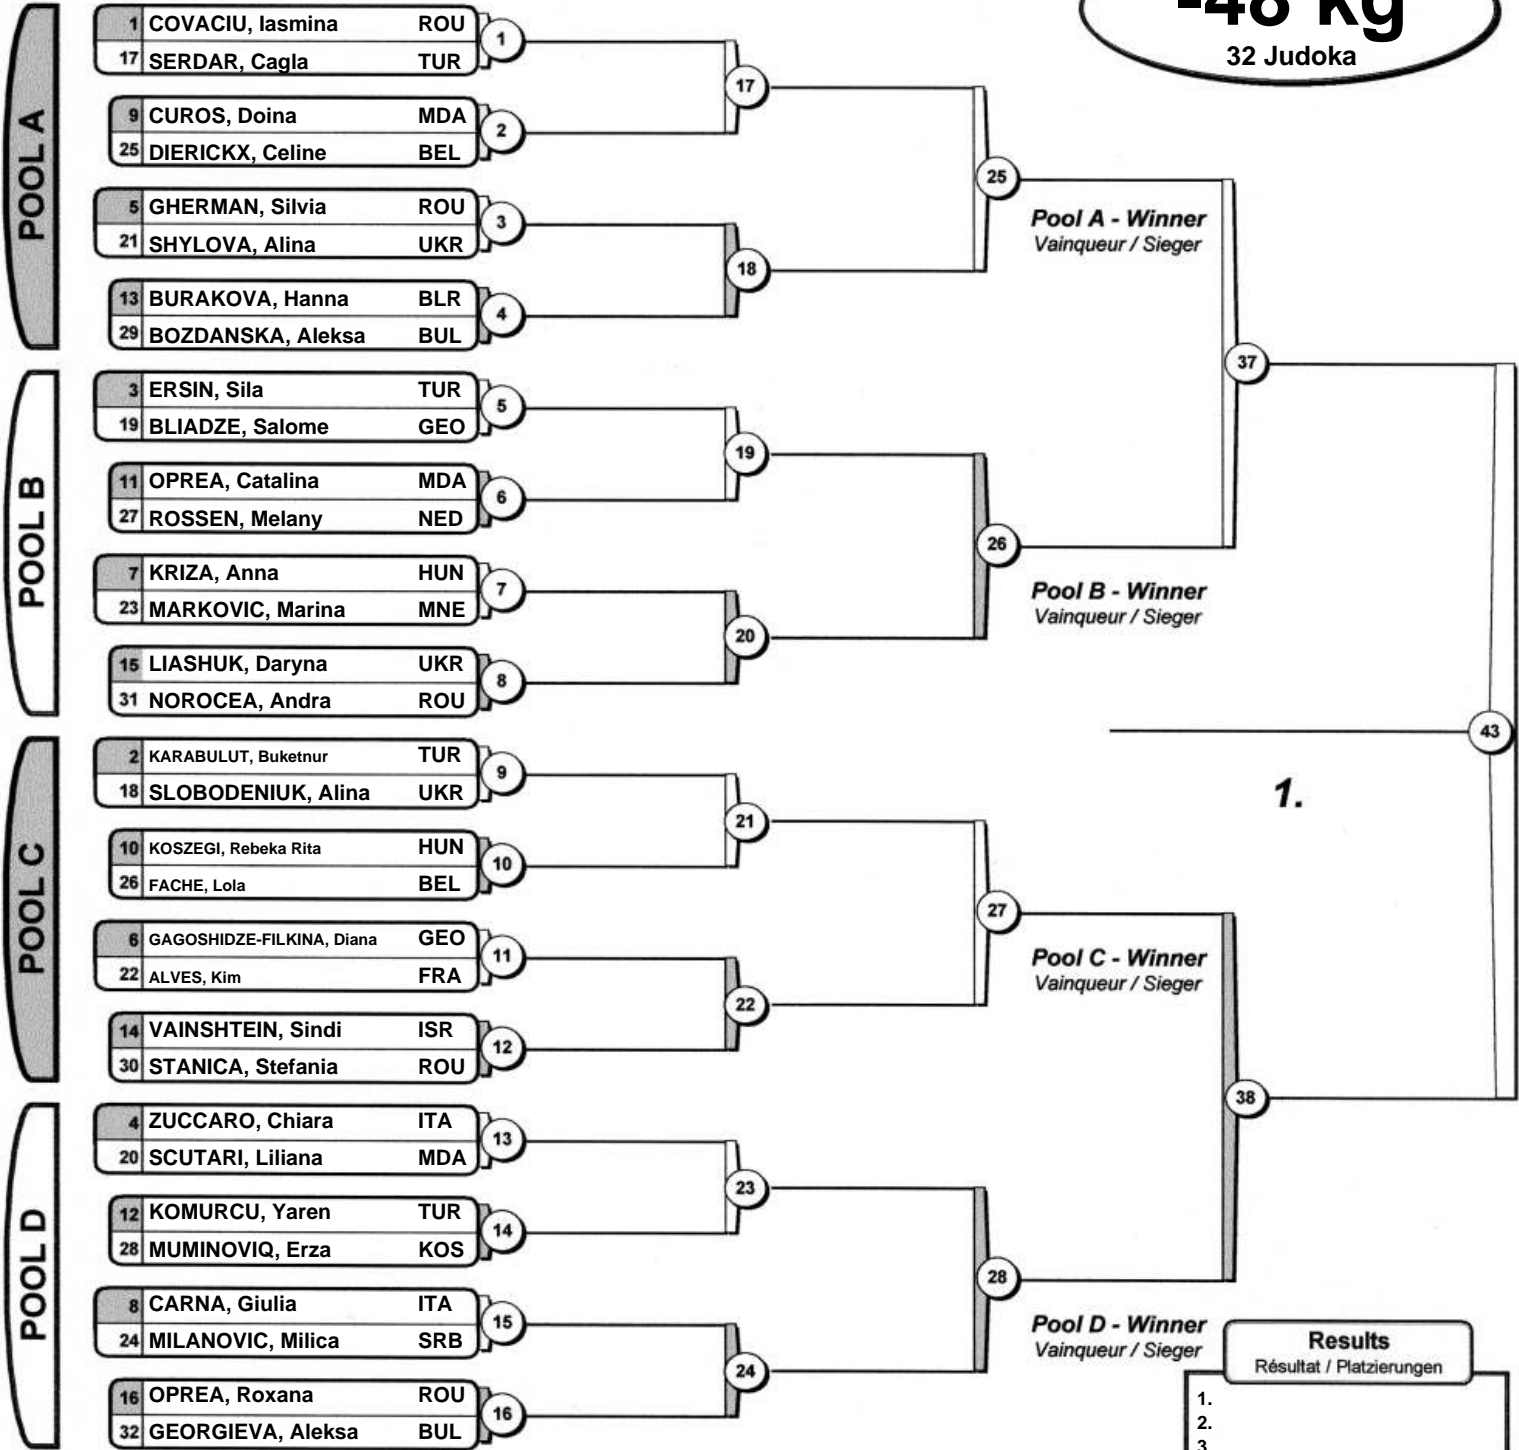 -48 kg
32 Judoka
POOL A
1 COVACIU, Iasmina ROU
17 SERDAR, Cagla TUR
1
9 CUROS, Doina MDA
25 DIERICKX, Celine BEL
2
17
5 GHERMAN, Silvia ROU
21 SHYLOVA, Alina UKR
3
13 BURAKOVA, Hanna BLR
29 BOZDANSKA, Aleksa BUL
4
18
25
Pool A - Winner
Vainqueur / Sieger
POOL B
3 ERSIN, Sila TUR
19 BLIADZE, Salome GEO
5
11 OPREA, Catalina MDA
27 ROSSEN, Melany NED
6
19
7 KRIZA, Anna HUN
23 MARKOVIC, Marina MNE
7
15 LIASHUK, Daryna UKR
31 NOROCEA, Andra ROU
8
20
26
Pool B - Winner
Vainqueur / Sieger
37
POOL C
2 KARABULUT, Buketnur TUR
18 SLOBODENIUK, Alina UKR
9
10 KOSZEGI, Rebeka Rita HUN
26 FACHE, Lola BEL
10
21
6 GAGOSHIDZE-FILKINA, Diana GEO
22 ALVES, Kim FRA
11
14 VAINSHTEIN, Sindi ISR
30 STANICA, Stefania ROU
12
22
27
Pool C - Winner
Vainqueur / Sieger
43
1.
POOL D
4 ZUCCARO, Chiara ITA
20 SCUTARI, Liliana MDA
13
12 KOMURCU, Yaren TUR
28 MUMINOVIQ, Erza KOS
14
23
8 CARNA, Giulia ITA
24 MILANOVIC, Milica SRB
15
16 OPREA, Roxana ROU
32 GEORGIEVA, Aleksa BUL
16
24
28
Pool D - Winner
Vainqueur / Sieger
38
Results
Résultat / Platzierungen
1.
2.
3